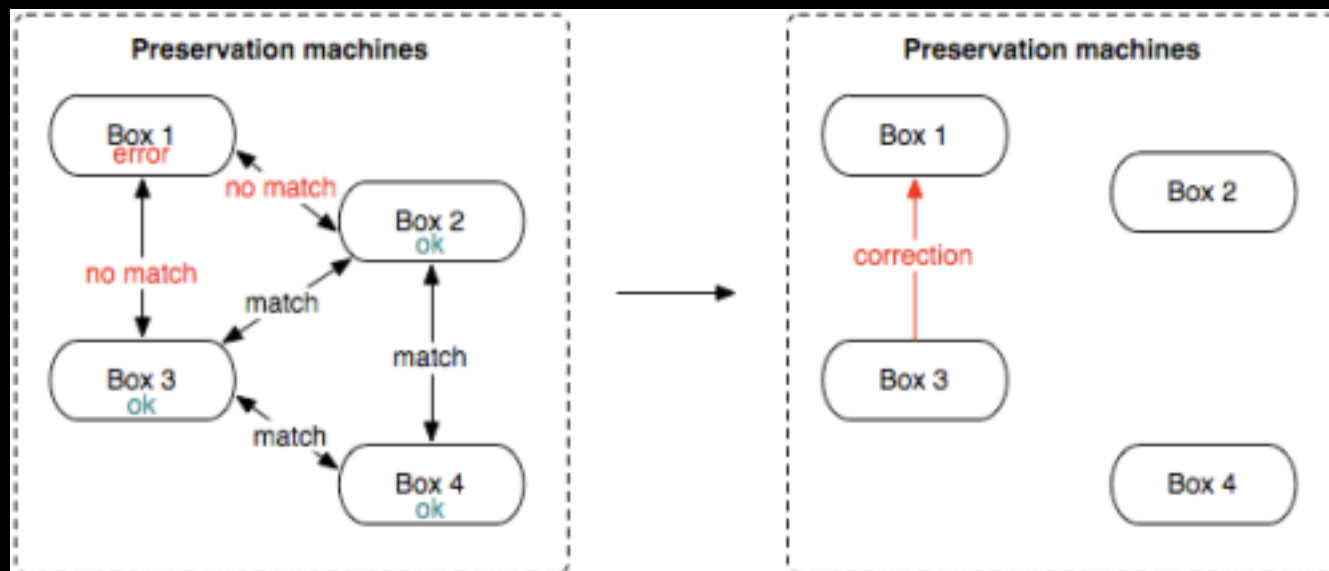 Preservation machines
Box 1
error
no match
Box 2
ok
no match
match
match
Box 3
ok
match
Box 4
ok
Preservation machines
Box 1
Box 2
correction
Box 3
Box 4